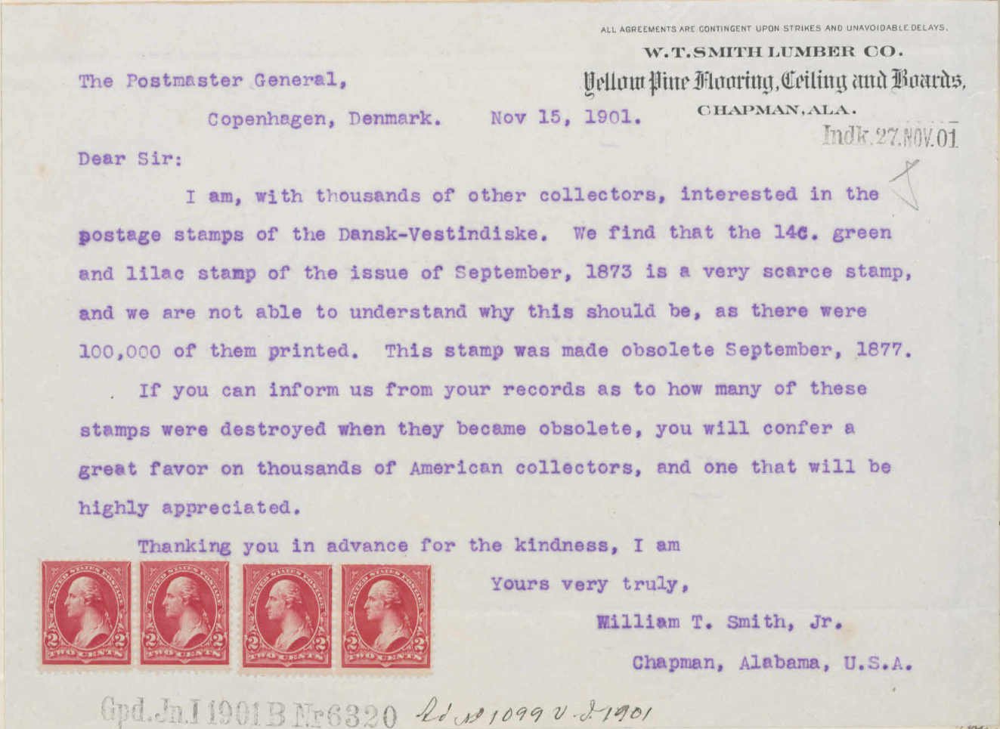 ALL AGREEMENTS ARE CONTINGENT UPON STRIKES AND UNAVOIDABLE DELAYS.
W.T. SMITH LUMBER CO.
Yellow Pine Flooring, Ceiling and Boards,
CHAPMAN, ALA.
Indk. 27. NOV. 01
The Postmaster General,
Copenhagen, Denmark. Nov 15, 1901.
Dear Sir:
I am, with thousands of other collectors, interested in the
postage stamps of the Dansk-Vestindiske. We find that the 14c. green
and lilac stamp of the issue of September, 1873 is a very scarce stamp,
and we are not able to understand why this should be, as there were
100,000 of them printed. This stamp was made obsolete September, 1877.
If you can inform us from your records as to how many of these
stamps were destroyed when they became obsolete, you will confer a
great favor on thousands of American collectors, and one that will be
highly appreciated.
Thanking you in advance for the kindness, I am
Yours very truly,
William T. Smith, Jr.
Chapman, Alabama, U.S.A.
UNITED STATES POSTAGE
2 2
TWO CENTS
UNITED STATES POSTAGE
2 2
TWO CENTS
UNITED STATES POSTAGE
2 2
TWO CENTS
UNITED STATES POSTAGE
2 2
TWO CENTS
Gpd. Jn. I 1901 B Nr 6320
1099 1901